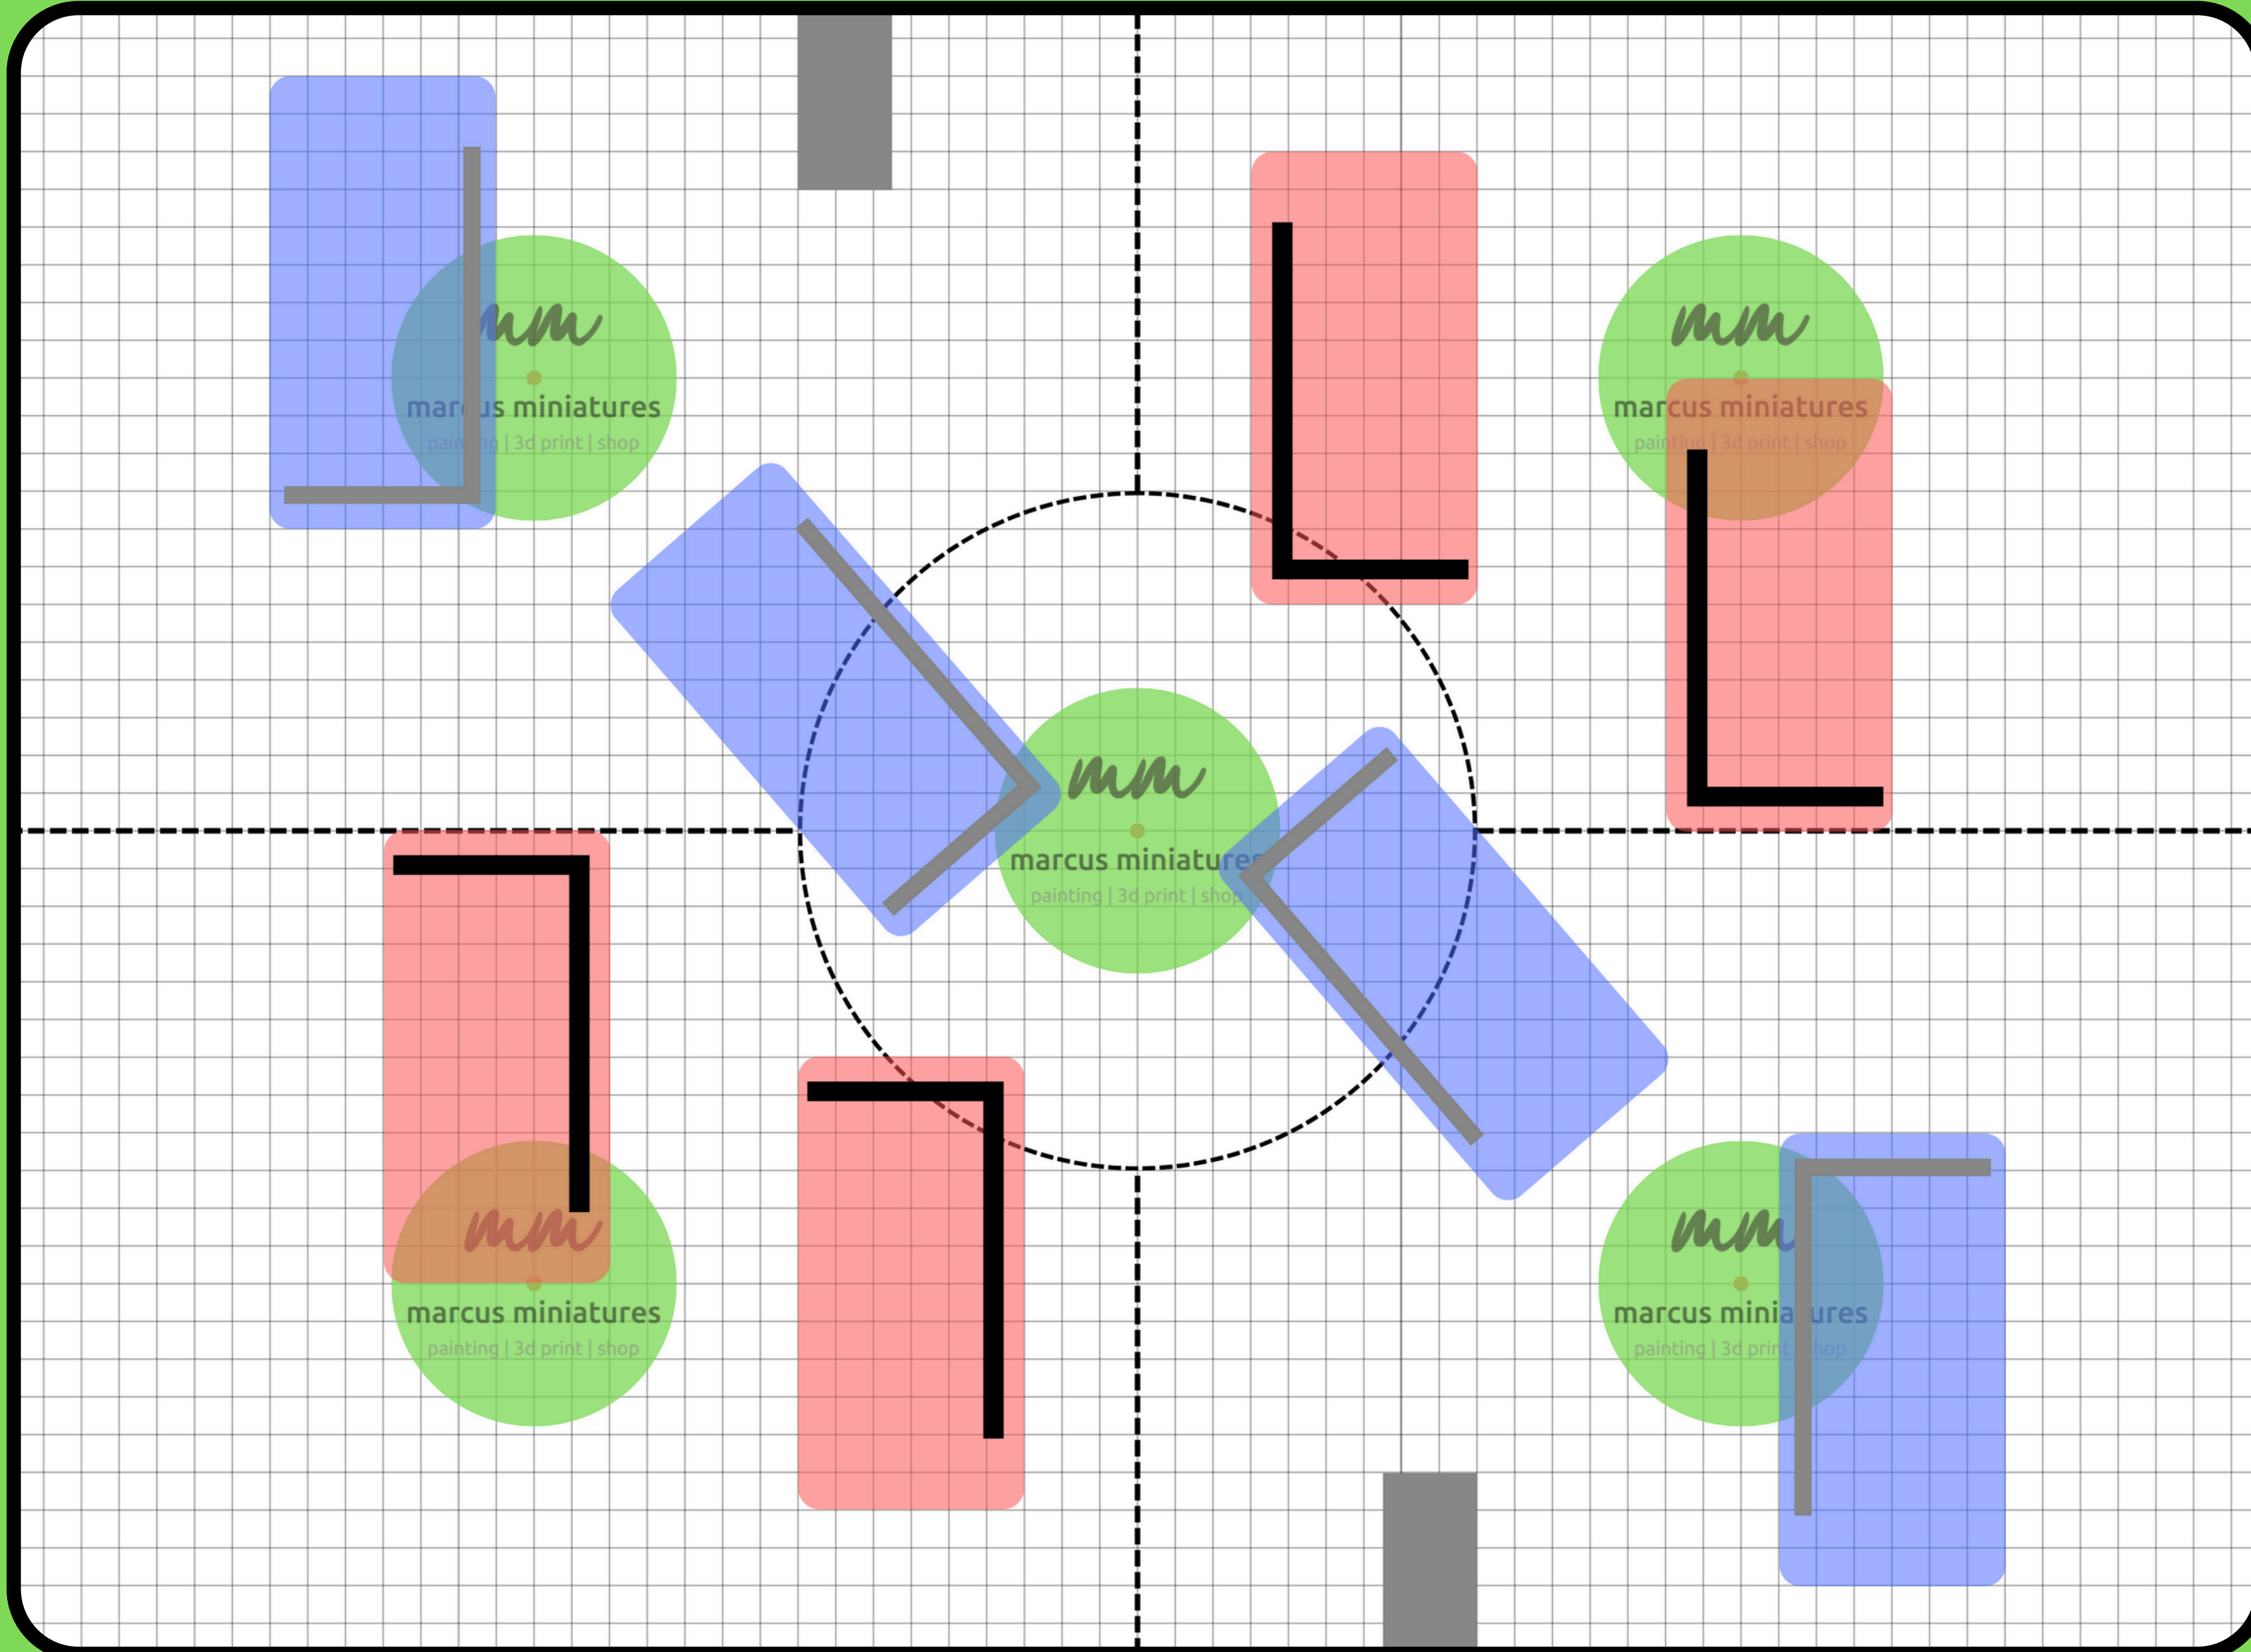 mm
marcus miniatures
painting | 3d print | shop
mm
marcus miniatures
painting | 3d print | shop
mm
marcus miniatures
painting | 3d print | shop
mm
marcus miniatures
painting | 3d print | shop
mm
marcus miniatures
painting | 3d print | shop